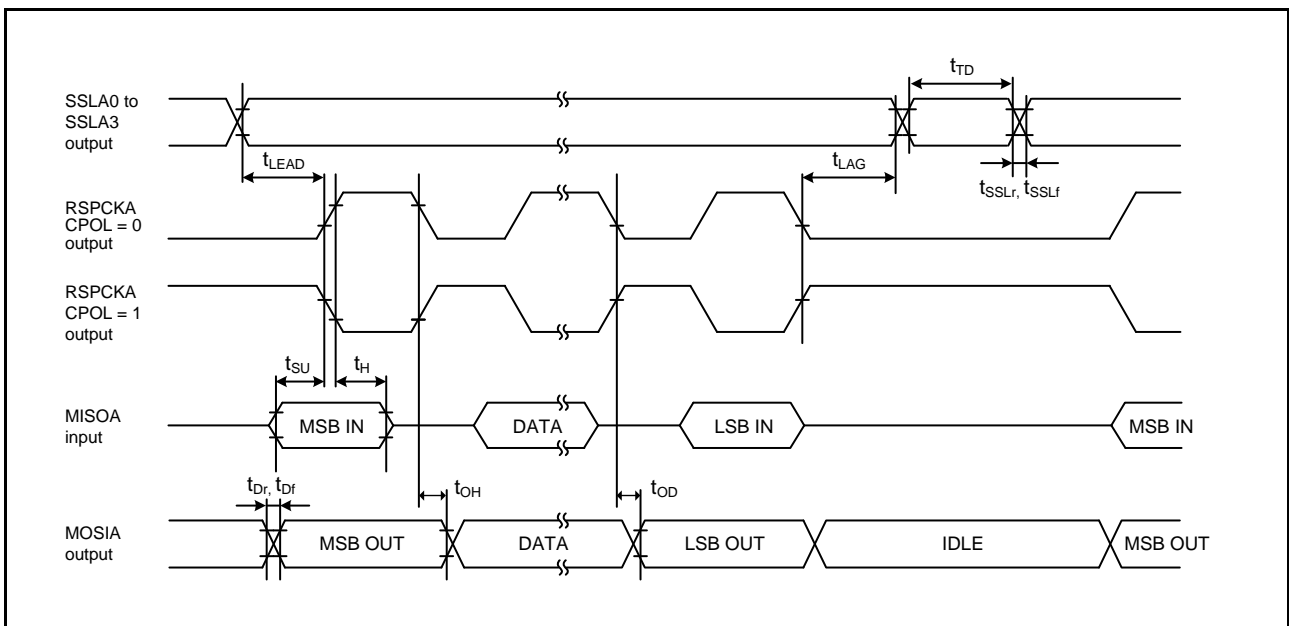 SSLA0 to
SSLA3
output
tTD
tLEAD
tLAG
tSSLr, tSSLf
RSPCKA
CPOL = 0
output
RSPCKA
CPOL = 1
output
tSU
tH
MISOA
input
MSB IN
DATA
LSB IN
MSB IN
tDr, tDf
tOH
tOD
MOSIA
output
MSB OUT
DATA
LSB OUT
IDLE
MSB OUT